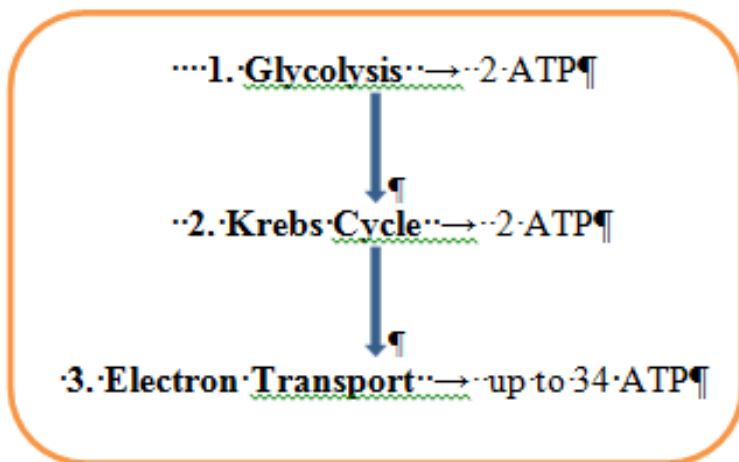 1. Glycolysis → 2 ATP¶
¶
2. Krebs Cycle → 2 ATP¶
¶
3. Electron Transport → up to 34 ATP¶